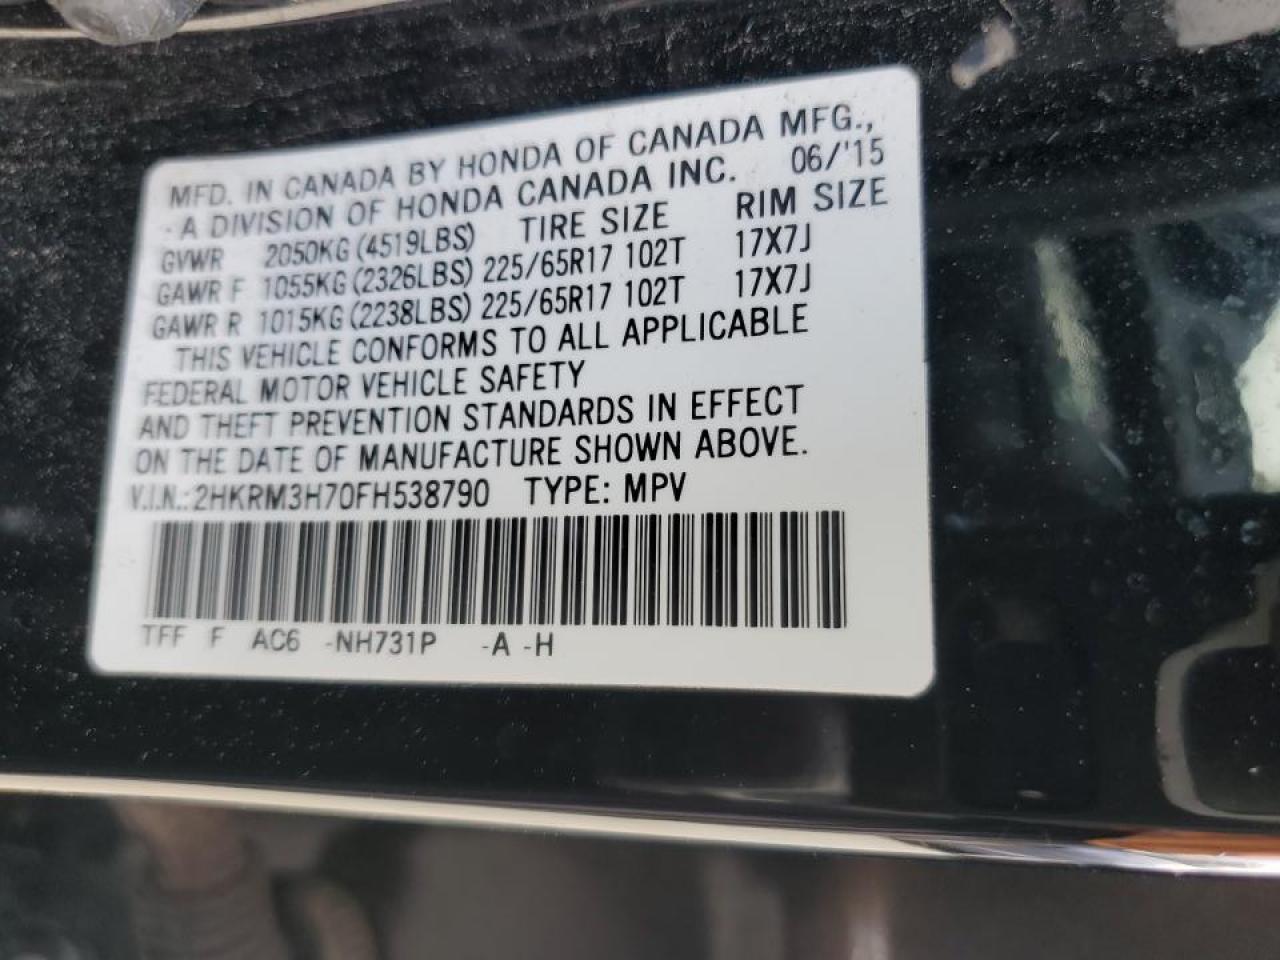 MFD. IN CANADA BY HONDA OF CANADA MFG.,
- A DIVISION OF HONDA CANADA INC. 06/'15
GVWR 2050KG (4519LBS) TIRE SIZE RIM SIZE
GAWR F 1055KG (2326LBS) 225/65R17 102T 17X7J
GAWR R 1015KG (2238LBS) 225/65R17 102T 17X7J
THIS VEHICLE CONFORMS TO ALL APPLICABLE
FEDERAL MOTOR VEHICLE SAFETY
AND THEFT PREVENTION STANDARDS IN EFFECT
ON THE DATE OF MANUFACTURE SHOWN ABOVE.
V.I.N.: 2HKRM3H70FH538790 TYPE: MPV
TFF F AC6 -NH731P -A -H